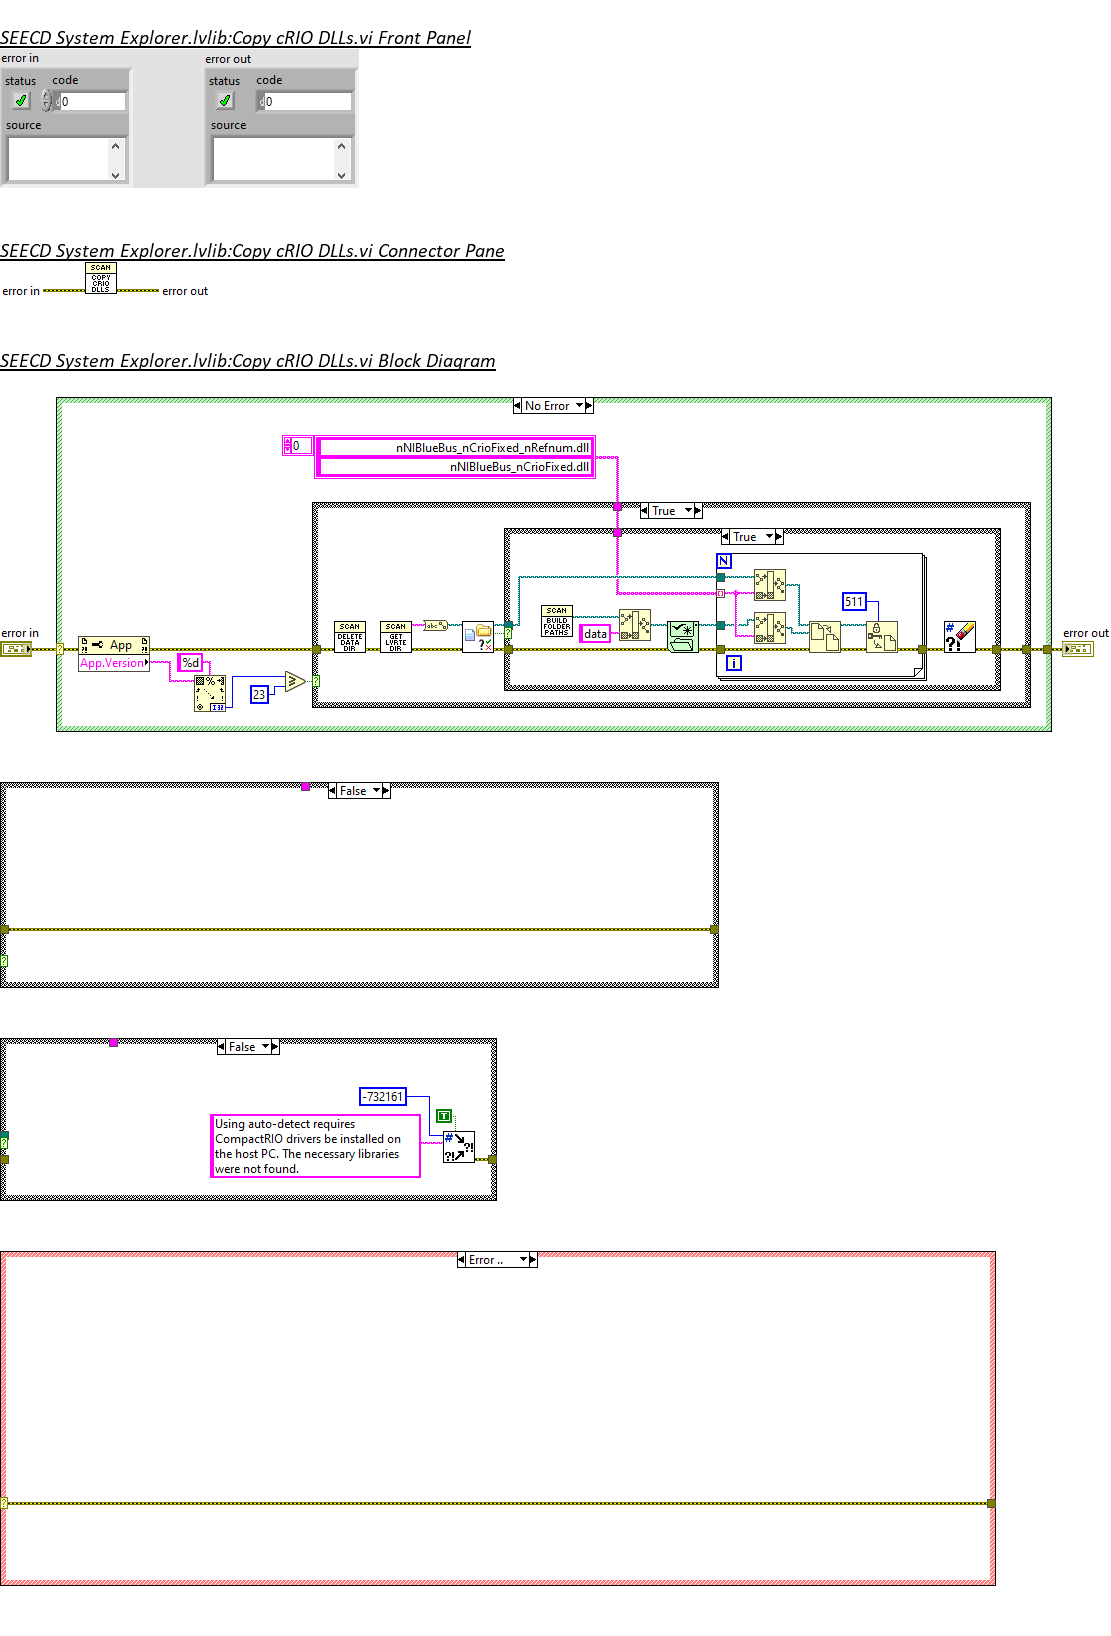 SEECD System Explorer.lvlib:Copy cRIO DLLs.vi Front Panel
error in
error out
status code
status code
0
0
source
source
SEECD System Explorer.lvlib:Copy cRIO DLLs.vi Connector Pane
SCAN
COPY
CRIO
DLLS
error in
error out
SEECD System Explorer.lvlib:Copy cRIO DLLs.vi Block Diagram
No Error
0
nNIBlueBus_nCrioFixed_nRefnum.dll
nNIBlueBus_nCrioFixed.dll
True
True
N
SCAN
BUILD
FOLDER
PATHS
data
511
error in
App
App.Version
%d
23
SCAN
DELETE
DATA
DIR
SCAN
GET
LVRTE
DIR
abc
i
error out
False
False
-732161
T
Using auto-detect requires
CompactRIO drivers be installed on
the host PC. The necessary libraries
were not found.
Error ..